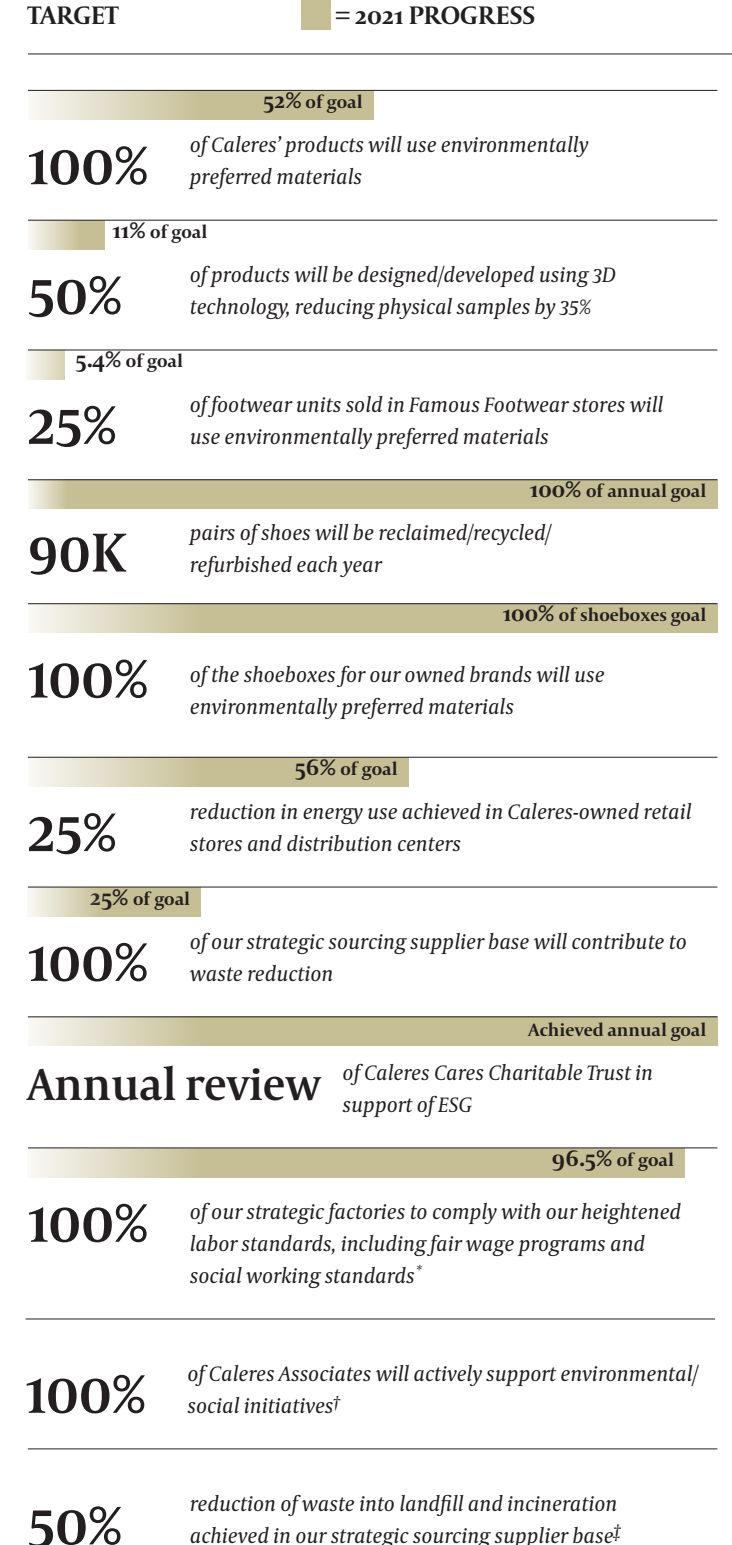 TARGET = 2021 PROGRESS
52% of goal
100% of Caleres’ products will use environmentally
preferred materials
11% of goal
50% of products will be designed/developed using 3D
technology, reducing physical samples by 35%
5.4% of goal
25% of footwear units sold in Famous Footwear stores will
use environmentally preferred materials
100% of annual goal
90K pairs of shoes will be reclaimed/recycled/
refurbished each year
100% of shoeboxes goal
100% of the shoeboxes for our owned brands will use
environmentally preferred materials
56% of goal
25% reduction in energy use achieved in Caleres-owned retail
stores and distribution centers
25% of goal
100% of our strategic sourcing supplier base will contribute to
waste reduction
Achieved annual goal
Annual review of Caleres Cares Charitable Trust in
support of ESG
96.5% of goal
100% of our strategic factories to comply with our heightened
labor standards, including fair wage programs and
social working standards*
100% of Caleres Associates will actively support environmental/
social initiatives†
50% reduction of waste into landfill and incineration
achieved in our strategic sourcing supplier base‡